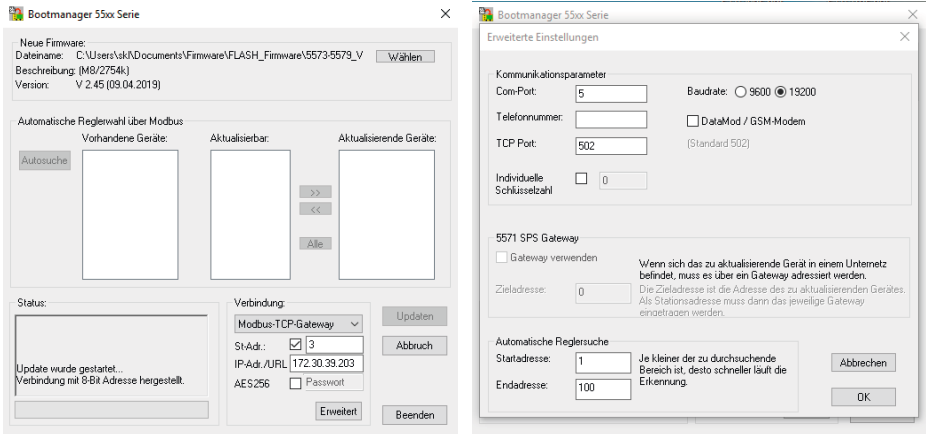 Bootmanager 55xx Serie
Neue Firmware:
Dateiname: C:\Users\skl\Documents\Firmware\FLASH_Firmware\5573-5579_V
Wählen
Beschreibung: (M8/2754k)
Version: V 2.45 (09.04.2019)
Automatische Reglerwahl über Modbus
Vorhandene Geräte: Aktualisierbar: Aktualisierende Geräte:
Autosuche
>>
<<
Alle
Status:
Update wurde gestartet...
Verbindung mit 8-Bit Adresse hergestellt.
Verbindung:
Modbus-TCP-Gateway
St-Adr.: 3
IP-Adr./URL 172.30.39.203
AES256 Passwort
Erweitert
Updaten
Abbruch
Beenden
Bootmanager 55xx Serie
Erweiterte Einstellungen
Kommunikationsparameter
Com-Port: 5 Baudrate: 9600 19200
Telefonnummer: DataMod / GSM-Modem
TCP Port: 502 (Standard 502)
Individuelle
Schlüsselzahl 0
5571 SPS Gateway
Gateway verwenden
Wenn sich das zu aktualisierende Gerät in einem Unternetz
befindet, muss es über ein Gateway adressiert werden.
Zieladresse: 0
Die Zieladresse ist die Adresse des zu aktualisierenden Gerätes.
Als Stationsadresse muss dann das jeweilige Gateway
eingetragen werden.
Automatische Reglersuche
Startadresse: 1
Endadresse: 100
Je kleiner der zu durchsuchende
Bereich ist, desto schneller läuft die
Erkennung.
Abbrechen
OK